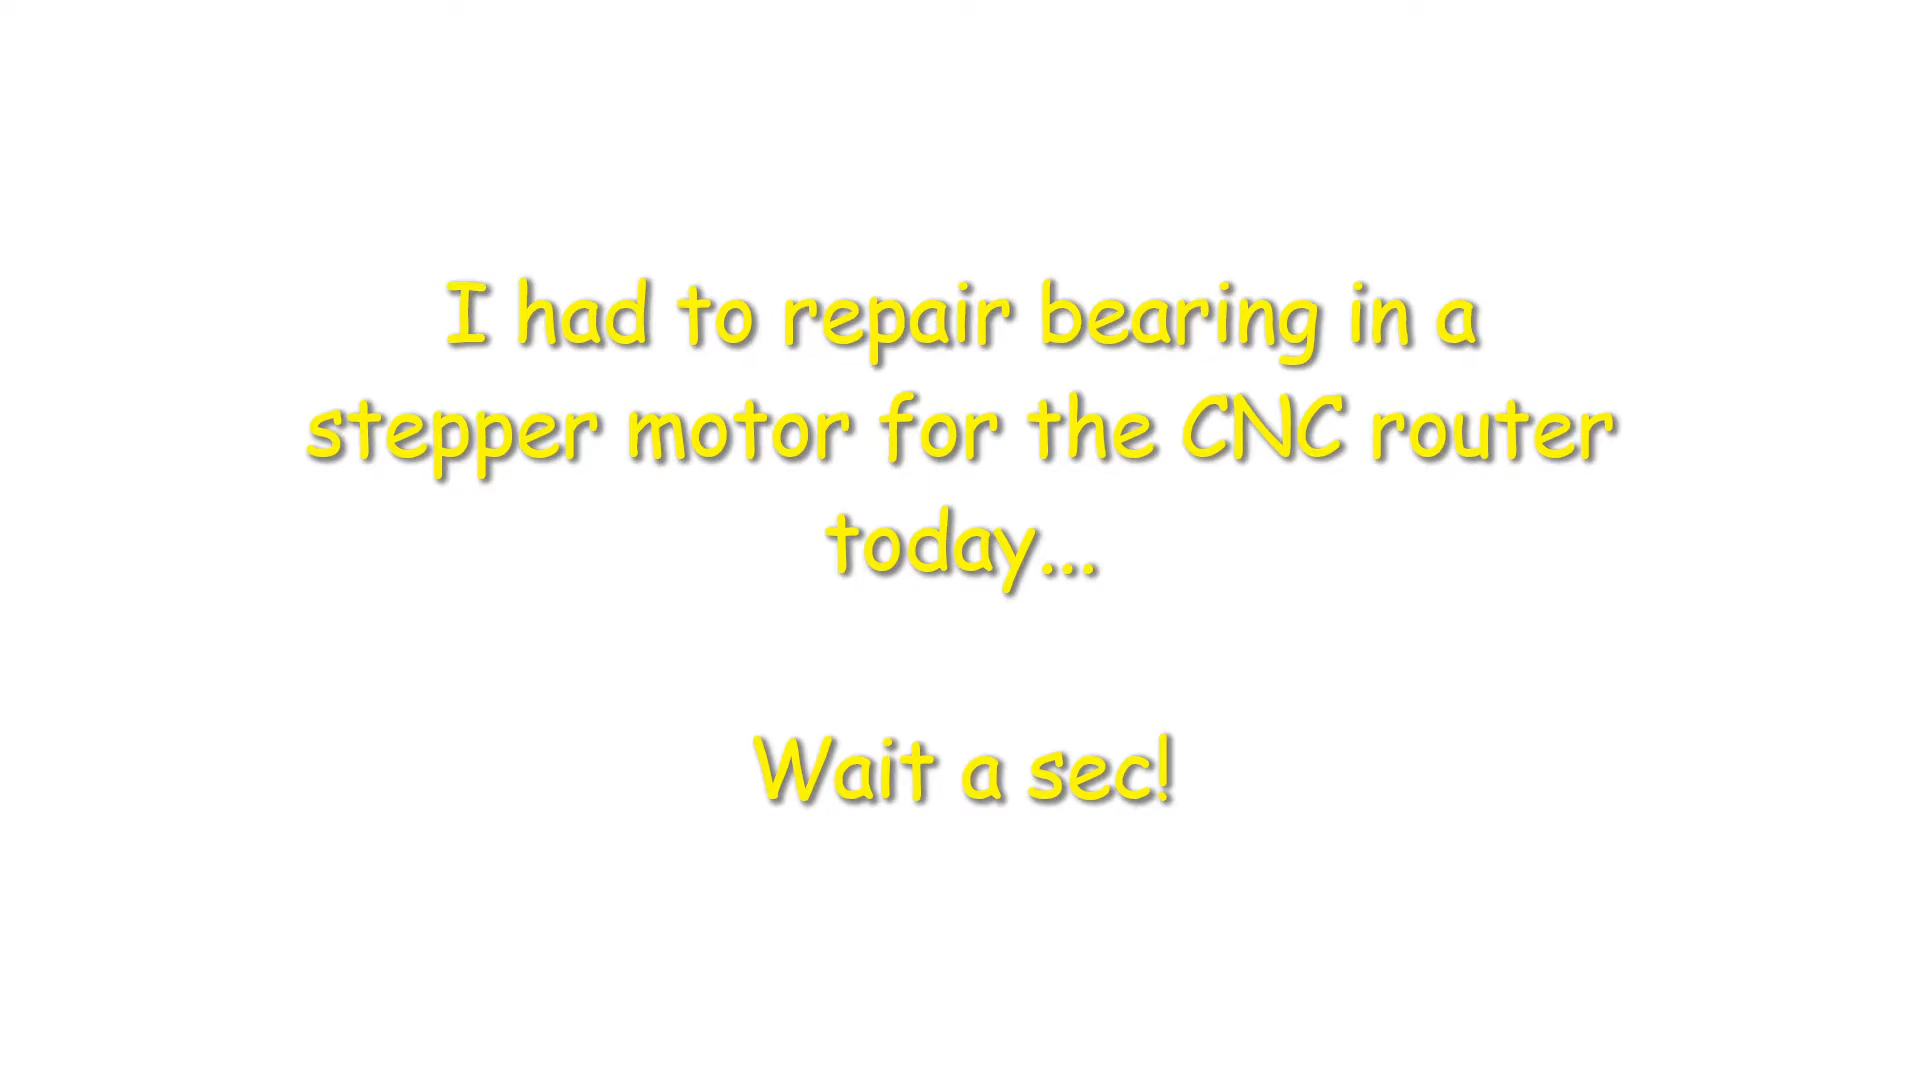 I had to repair bearing in a
stepper motor for the CNC router
today...
Wait a sec!